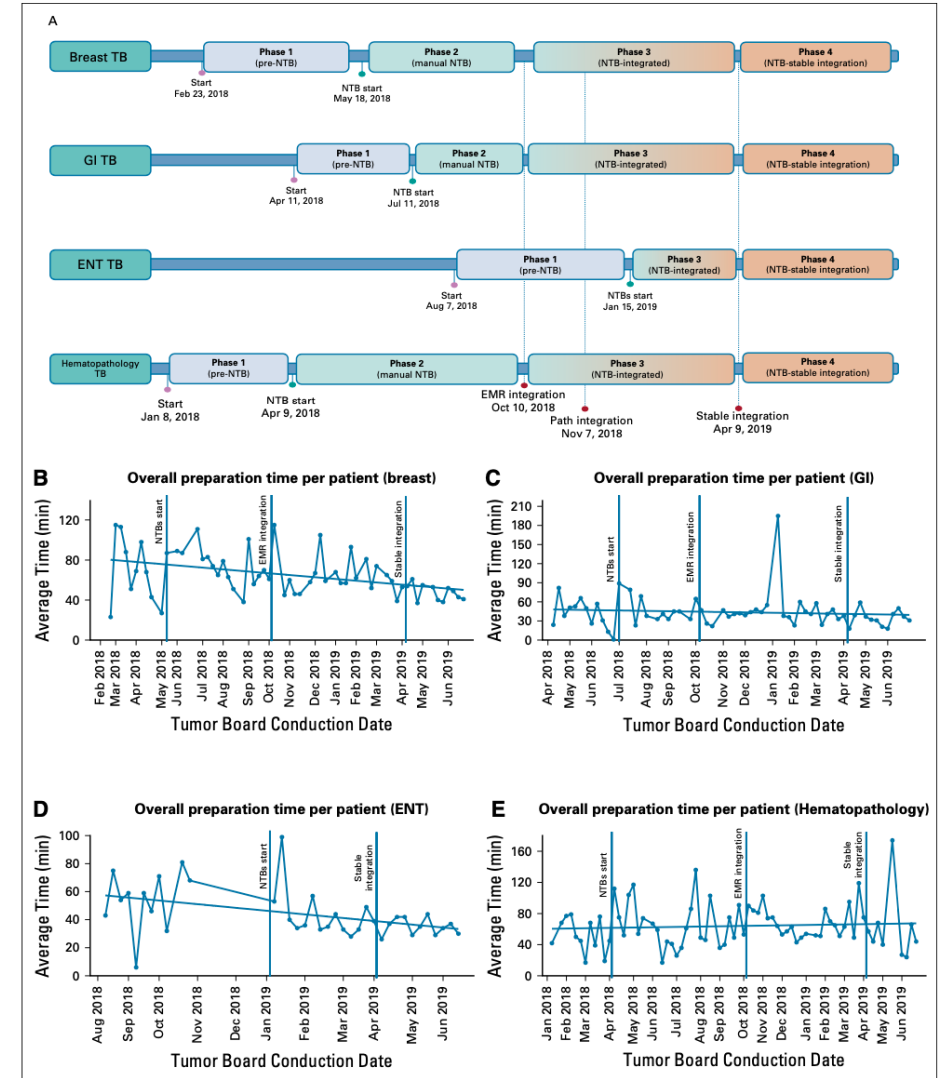 A
Breast TB
Phase 1
(pre-NTB)
Phase 2
(manual NTB)
Phase 3
(NTB-integrated)
Phase 4
(NTB-stable integration)
Start
Feb 23, 2018
NTB start
May 18, 2018
GI TB
Phase 1
(pre-NTB)
Phase 2
(manual NTB)
Phase 3
(NTB-integrated)
Phase 4
(NTB-stable integration)
Start
Apr 11, 2018
NTB start
Jul 11, 2018
ENT TB
Phase 1
(pre-NTB)
Phase 3
(NTB-integrated)
Phase 4
(NTB-stable integration)
Start
Aug 7, 2018
NTBs start
Jan 15, 2019
Hematopathology
TB
Phase 1
(pre-NTB)
Phase 2
(manual NTB)
Phase 3
(NTB-integrated)
Phase 4
(NTB-stable integration)
Start
Jan 8, 2018
NTB start
Apr 9, 2018
EMR integration
Oct 10, 2018
Path integration
Nov 7, 2018
Stable integration
Apr 9, 2019
B
Overall preparation time per patient (breast)
Average Time (min)
120
80
40
0
NTBs start
EMR integration
Stable integration
Feb 2018
Mar 2018
Apr 2018
May 2018
Jun 2018
Jul 2018
Aug 2018
Sep 2018
Oct 2018
Nov 2018
Dec 2018
Jan 2019
Feb 2019
Mar 2019
Apr 2019
May 2019
Jun 2019
Tumor Board Conduction Date
C
Overall preparation time per patient (GI)
Average Time (min)
210
180
150
120
90
60
30
0
NTBs start
EMR integration
Stable integration
Apr 2018
May 2018
Jun 2018
Jul 2018
Aug 2018
Sep 2018
Oct 2018
Nov 2018
Dec 2018
Jan 2019
Feb 2019
Mar 2019
Apr 2019
May 2019
Jun 2019
Tumor Board Conduction Date
D
Overall preparation time per patient (ENT)
Average Time (min)
100
80
60
40
20
0
NTBs start
Stable
integration
Aug 2018
Sep 2018
Oct 2018
Nov 2018
Dec 2018
Jan 2019
Feb 2019
Mar 2019
Apr 2019
May 2019
Jun 2019
Tumor Board Conduction Date
E
Overall preparation time per patient (Hematopathology)
Average Time (min)
160
120
80
40
0
NTBs start
EMR integration
Stable
integration
Jan 2018
Feb 2018
Mar 2018
Apr 2018
May 2018
Jun 2018
Jul 2018
Aug 2018
Sep 2018
Oct 2018
Nov 2018
Dec 2018
Jan 2019
Feb 2019
Mar 2019
Apr 2019
May 2019
Jun 2019
Tumor Board Conduction Date